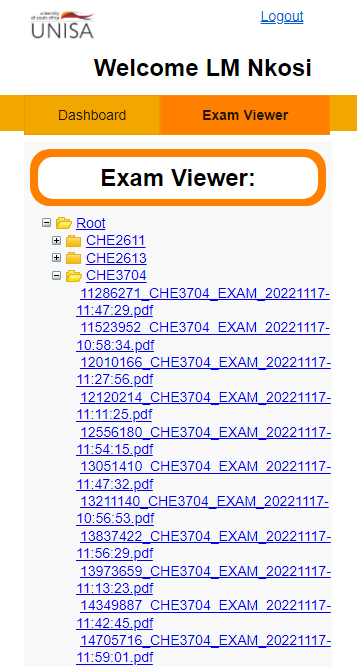 university
of south africa
UNISA
Logout
Welcome LM Nkosi
Dashboard
Exam Viewer
Exam Viewer:
Root
CHE2611
CHE2613
CHE3704
11286271_CHE3704_EXAM_20221117-
11:47:29.pdf
11523952_CHE3704_EXAM_20221117-
10:58:34.pdf
12010166_CHE3704_EXAM_20221117-
11:27:56.pdf
12120214_CHE3704_EXAM_20221117-
11:11:25.pdf
12556180_CHE3704_EXAM_20221117-
11:54:15.pdf
13051410_CHE3704_EXAM_20221117-
11:47:32.pdf
13211140_CHE3704_EXAM_20221117-
10:56:53.pdf
13837422_CHE3704_EXAM_20221117-
11:56:29.pdf
13973659_CHE3704_EXAM_20221117-
11:13:23.pdf
14349887_CHE3704_EXAM_20221117-
11:42:45.pdf
14705716_CHE3704_EXAM_20221117-
11:59:01.pdf